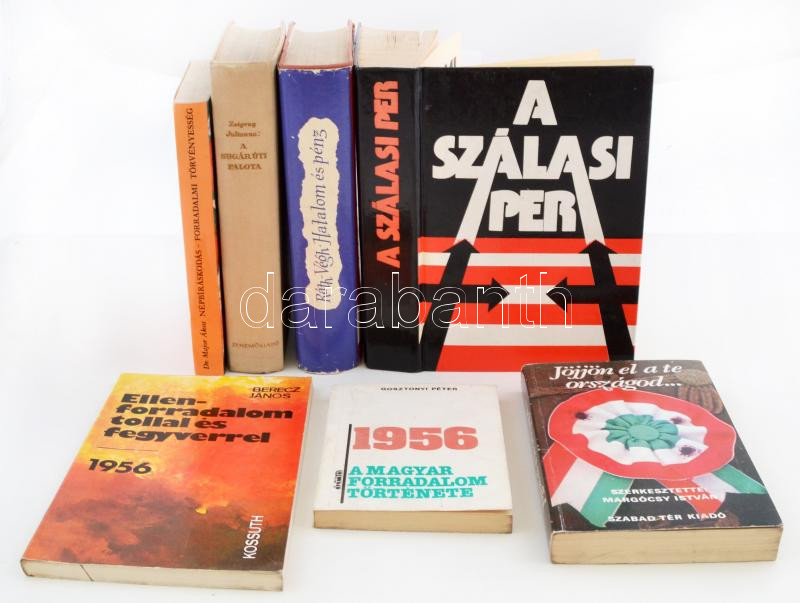 Dr. Major Ákos NÉPBÍRÁSKODÁS – FORRADALMI TÖRVÉNYESSÉG
Zsigray
Julianna:
A
SUGÁR ÚTI
PALOTA
ZENEMŰKIADÓ
Ráth-Végh · Hatalom és pénz
A SZÁLASI PER
A
SZÁLASI
PER
darabanth
BERECZ
JÁNOS
Ellen-
forradalom
tollal és
fegyverrel
1956
KOSSUTH
GOSZTONYI PÉTER
1956
A MAGYAR
FORRADALOM
TÖRTÉNETE
Jöjjön el a te
országod...
SZERKESZTETTE:
MARGÓCSY ISTVÁN
SZABAD TÉR KIADÓ